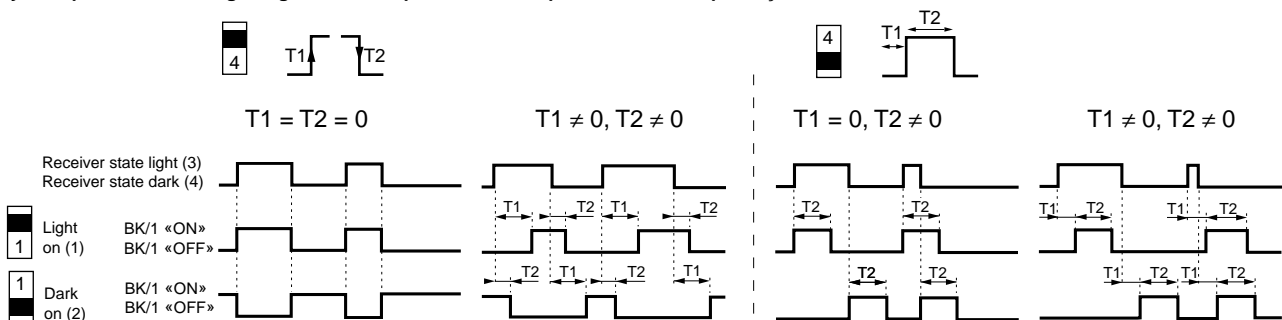 4
T1 T2
4
T1
T2
T1 = T2 = 0
T1 ≠ 0, T2 ≠ 0
T1 = 0, T2 ≠ 0
T1 ≠ 0, T2 ≠ 0
Receiver state light (3)
Receiver state dark (4)
T1 T2 T1 T2
T2 T2
T1 T2 T1 T2
1
Light
on (1)
BK/1 «ON»
BK/1 «OFF»
T2 T1 T2 T1
T2 T2
T1 T2 T1 T2
1
Dark
on (2)
BK/1 «ON»
BK/1 «OFF»